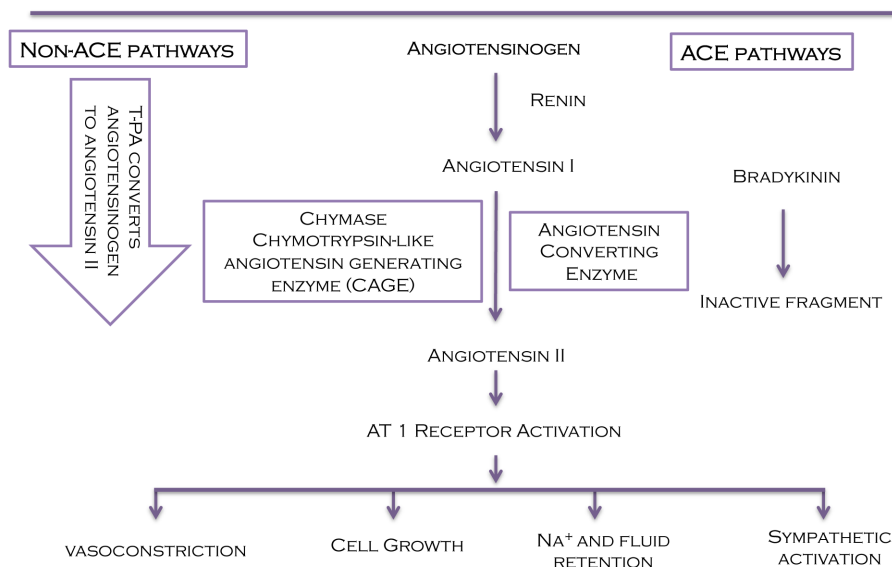 NON-ACE PATHWAYS
ANGIOTENSINOGEN
ACE PATHWAYS
T-PA CONVERTS
ANGIOTENSINOGEN
TO ANGIOTENSIN II
RENIN
ANGIOTENSIN I
BRADYKININ
CHYMASE
CHYMOTRYPSIN-LIKE
ANGIOTENSIN GENERATING
ENZYME (CAGE)
ANGIOTENSIN
CONVERTING
ENZYME
INACTIVE FRAGMENT
ANGIOTENSIN II
AT 1 RECEPTOR ACTIVATION
VASOCONSTRICTION
CELL GROWTH
NA⁺ AND FLUID
RETENTION
SYMPATHETIC
ACTIVATION